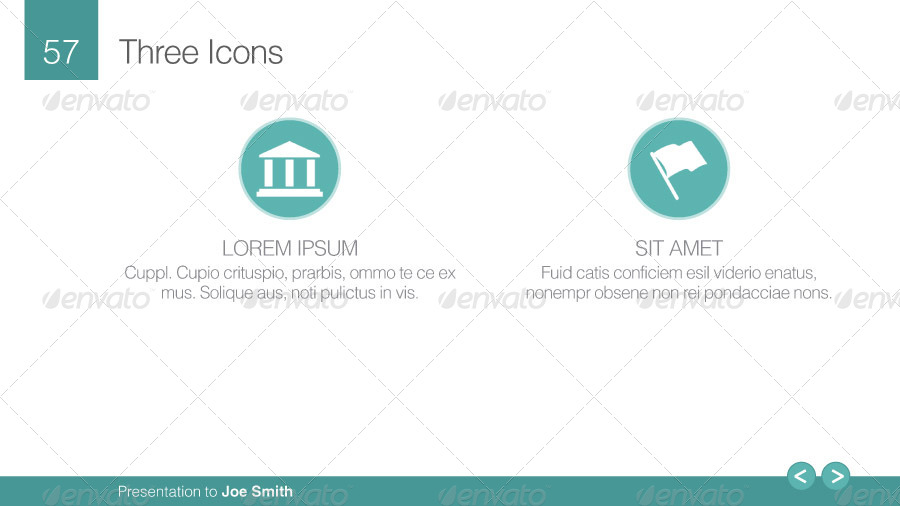 57
Three Icons
envato envato envato envato envato
LOREM IPSUM
SIT AMET
Cuppl. Cupio crituspio, prarbis, ommo te ce ex
mus. Solique aus, noti pulictus in vis.
Fuid catis conficiem esil viderio enatus,
nonempr obsene non rei pondacciae nons.
envato envato envato envato envato
Presentation to Joe Smith
envato envato envato envato envato